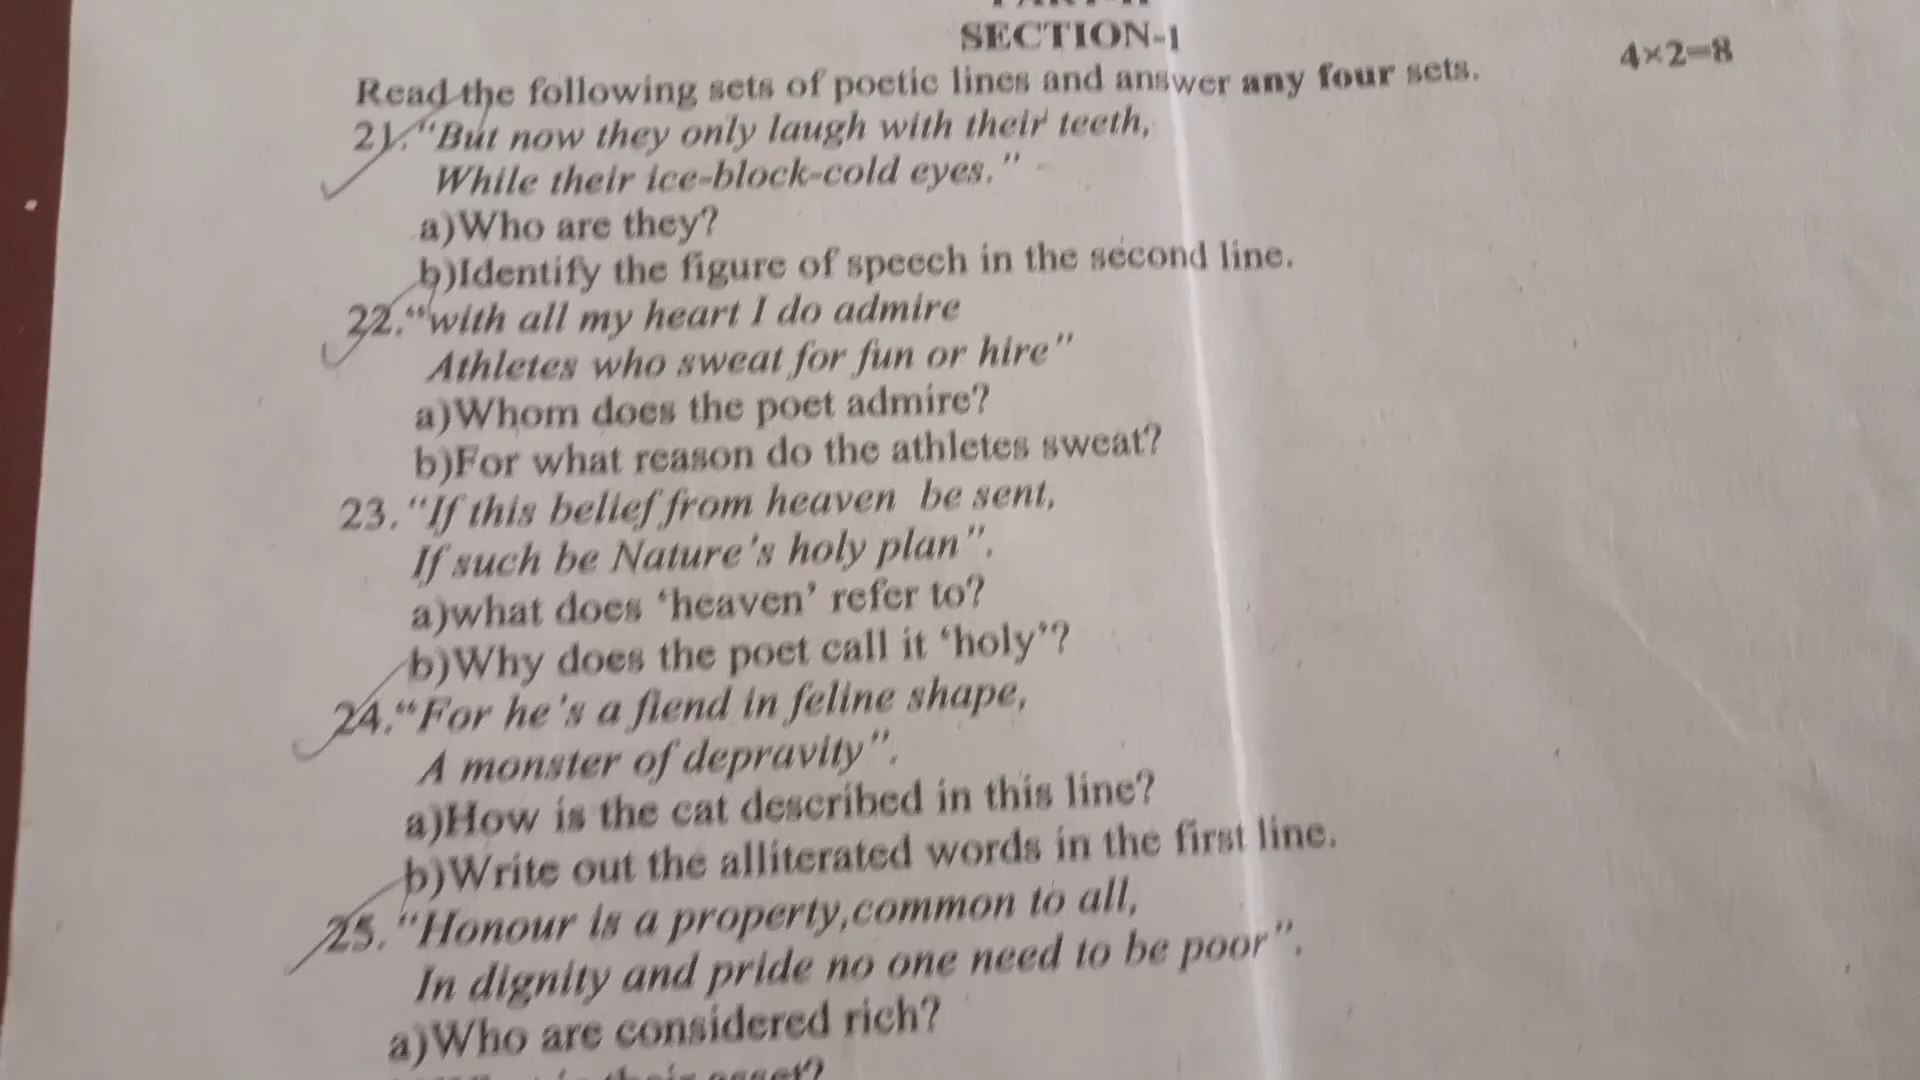 SECTION-1
4×2=8
Read the following sets of poetic lines and answer any four sets.
21."But now they only laugh with their teeth,
While their ice-block-cold eyes."
a)Who are they?
b)Identify the figure of speech in the second line.
22."with all my heart I do admire
Athletes who sweat for fun or hire"
a)Whom does the poet admire?
b)For what reason do the athletes sweat?
23."If this belief from heaven be sent,
If such be Nature's holy plan".
a)what does 'heaven' refer to?
b)Why does the poet call it 'holy'?
24."For he's a fiend in feline shape,
A monster of depravity".
a)How is the cat described in this line?
b)Write out the alliterated words in the first line.
25."Honour is a property,common to all,
In dignity and pride no one need to be poor".
a)Who are considered rich?